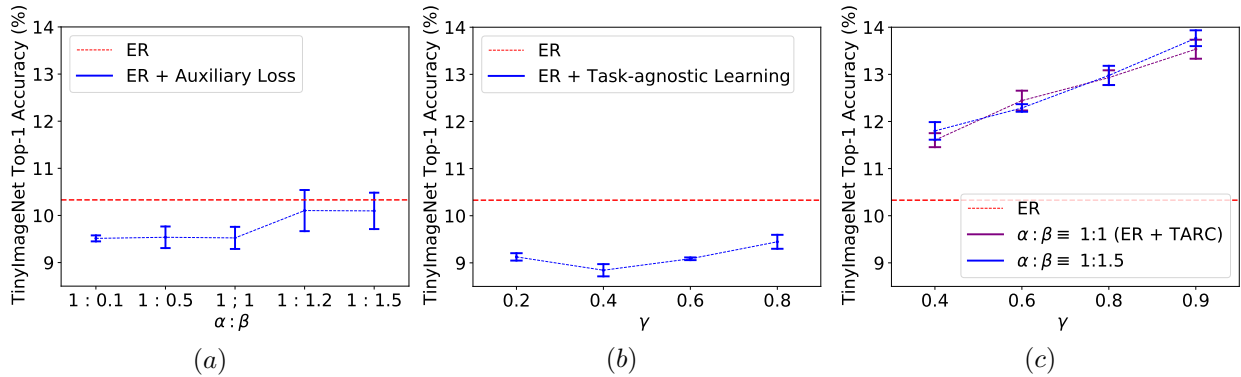 TinyImageNet Top-1 Accuracy (%)
14
13
12
11
10
9
ER
ER + Auxiliary Loss
1 : 0.1 1 : 0.5 1 ; 1 1 : 1.2 1 : 1.5
α : β
(a)
TinyImageNet Top-1 Accuracy (%)
14
13
12
11
10
9
ER
ER + Task-agnostic Learning
0.2 0.4 0.6 0.8
γ
(b)
TinyImageNet Top-1 Accuracy (%)
14
13
12
11
10
9
ER
α : β ≡ 1:1 (ER + TARC)
α : β ≡ 1:1.5
0.4 0.6 0.8 0.9
γ
(c)